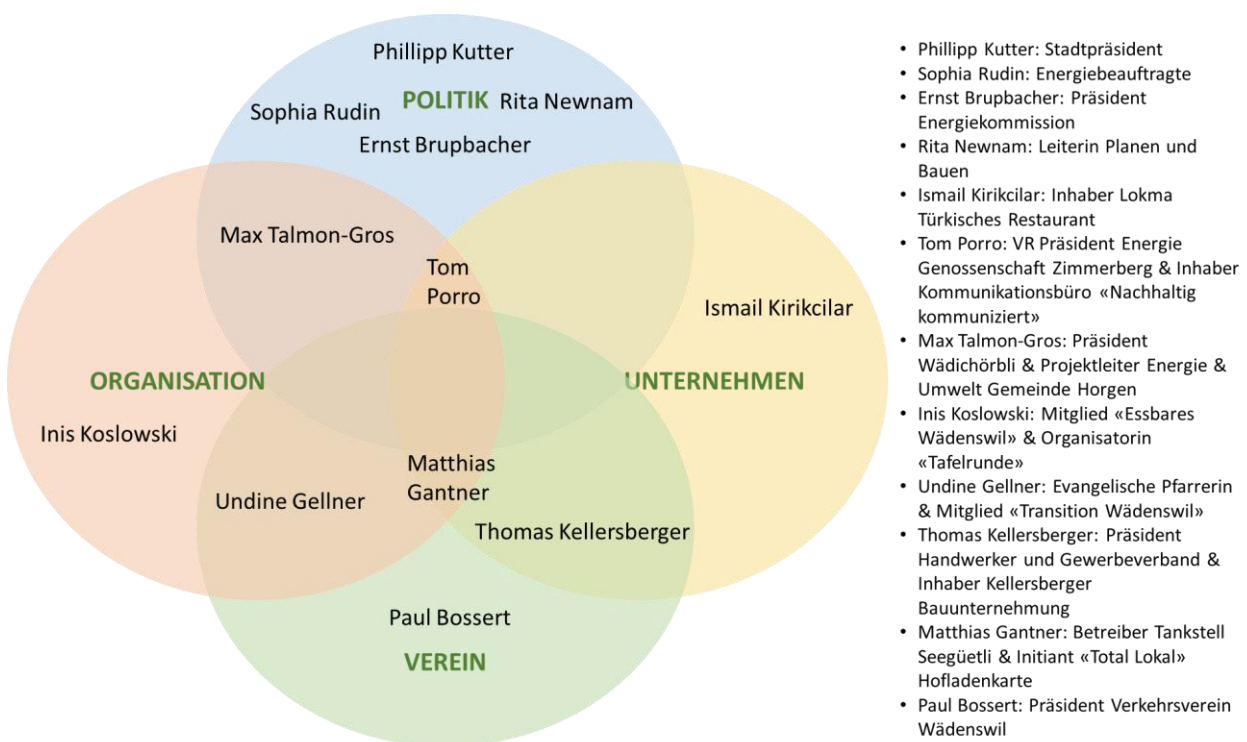 Phillipp Kutter
POLITIK
Rita Newnam
Sophia Rudin
Ernst Brupbacher
Max Talmon-Gros
Tom
Porro
Ismail Kirikcilar
ORGANISATION
UNTERNEHMEN
Inis Koslowski
Matthias
Gantner
Undine Gellner
Thomas Kellersberger
Paul Bossert
VEREIN
• Phillipp Kutter: Stadtpräsident
• Sophia Rudin: Energiebeauftragte
• Ernst Brupbacher: Präsident
Energiekommission
• Rita Newnam: Leiterin Planen und
Bauen
• Ismail Kirikcilar: Inhaber Lokma
Türkisches Restaurant
• Tom Porro: VR Präsident Energie
Genossenschaft Zimmerberg & Inhaber
Kommunikationsbüro «Nachhaltig
kommuniziert»
• Max Talmon-Gros: Präsident
Wädichörbli & Projektleiter Energie &
Umwelt Gemeinde Horgen
• Inis Koslowski: Mitglied «Essbares
Wädenswil» & Organisatorin
«Tafelrunde»
• Undine Gellner: Evangelische Pfarrerin
& Mitglied «Transition Wädenswil»
• Thomas Kellersberger: Präsident
Handwerker und Gewerbeverband &
Inhaber Kellersberger
Bauunternehmung
• Matthias Gantner: Betreiber Tankstell
Seegüetli & Initiant «Total Lokal»
Hofladenkarte
• Paul Bossert: Präsident Verkehrsverein
Wädenswil